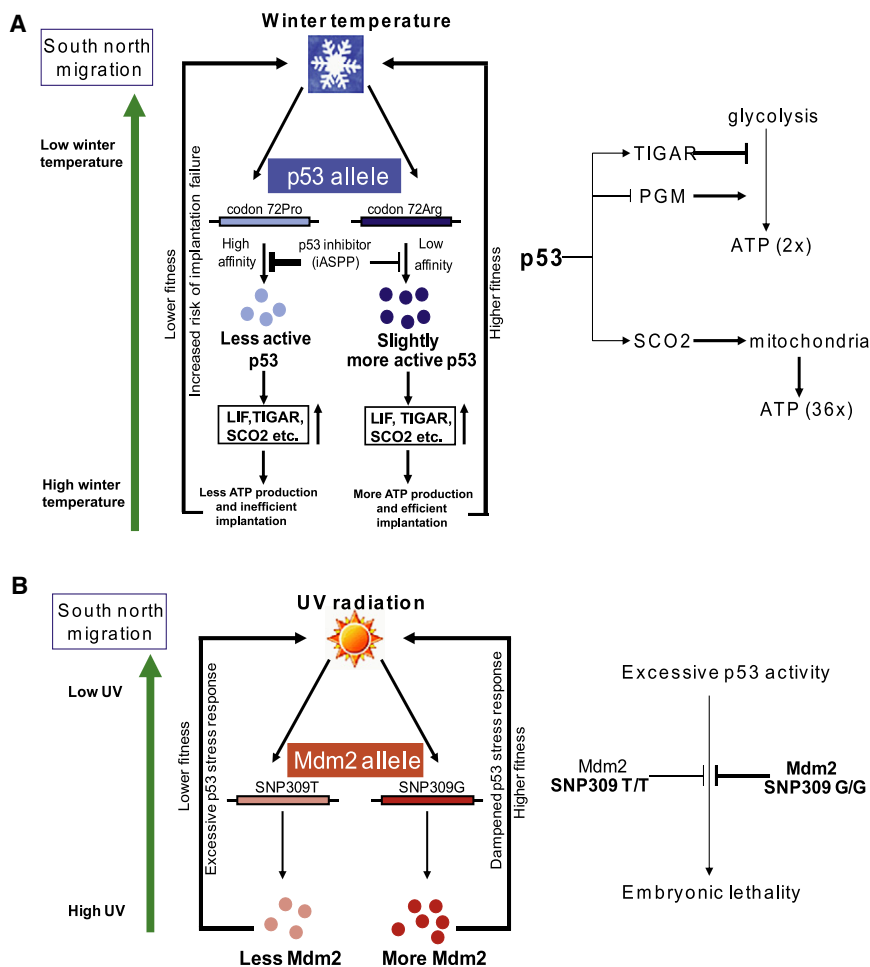 A
South north
migration
Winter temperature
Low winter
temperature
High winter
temperature
Lower fitness
Increased risk of implantation failure
Higher fitness
p53 allele
codon 72Pro
codon 72Arg
High
affinity
p53 inhibitor
(iASPP)
Low
affinity
Less active
p53
Slightly
more active p53
LIF,TIGAR,
SCO2 etc.
LIF, TIGAR,
SCO2 etc.
Less ATP production
and inefficient
implantation
More ATP production
and efficient
implantation
p53
TIGAR
PGM
SCO2
glycolysis
ATP (2x)
mitochondria
ATP (36x)
B
South north
migration
UV radiation
Low UV
High UV
Lower fitness
Excessive p53 stress response
Dampened p53 stress response
Higher fitness
Mdm2 allele
SNP309T
SNP309G
Less Mdm2
More Mdm2
Excessive p53 activity
Mdm2
SNP309 T/T
Mdm2
SNP309 G/G
Embryonic lethality